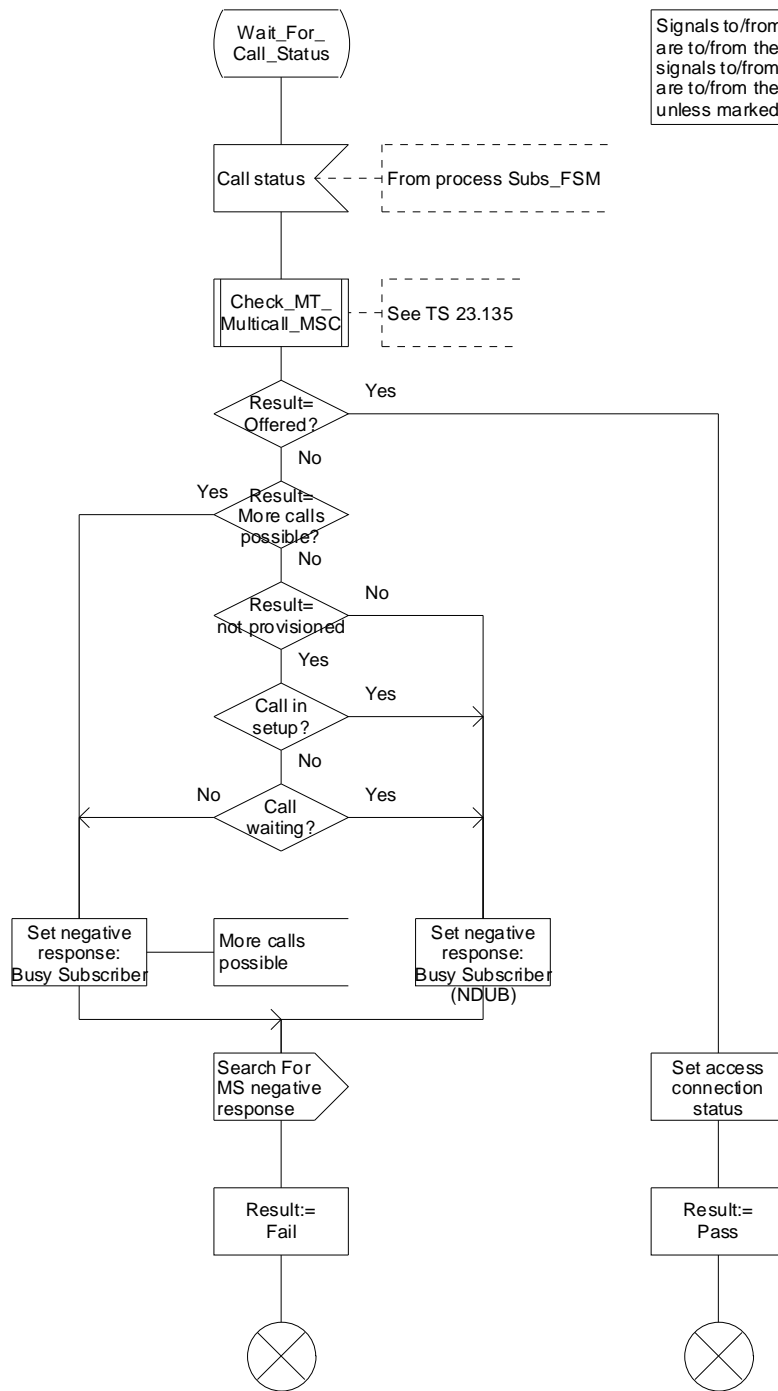 Wait_For_
Call_Status
Signals to/from
are to/from the
signals to/from
are to/from the
unless marked
Call status
From process Subs_FSM
Check_MT_
Multicall_MSC
See TS 23.135
Result=
Offered?
Yes
No
Yes
Result=
More calls
possible?
No
Result=
not provisioned
No
Yes
Call in
setup?
Yes
No
No
Call
waiting?
Yes
Set negative
response:
Busy Subscriber
More calls
possible
Set negative
response:
Busy Subscriber
(NDUB)
Search For
MS negative
response
Set access
connection
status
Result:=
Fail
Result:=
Pass